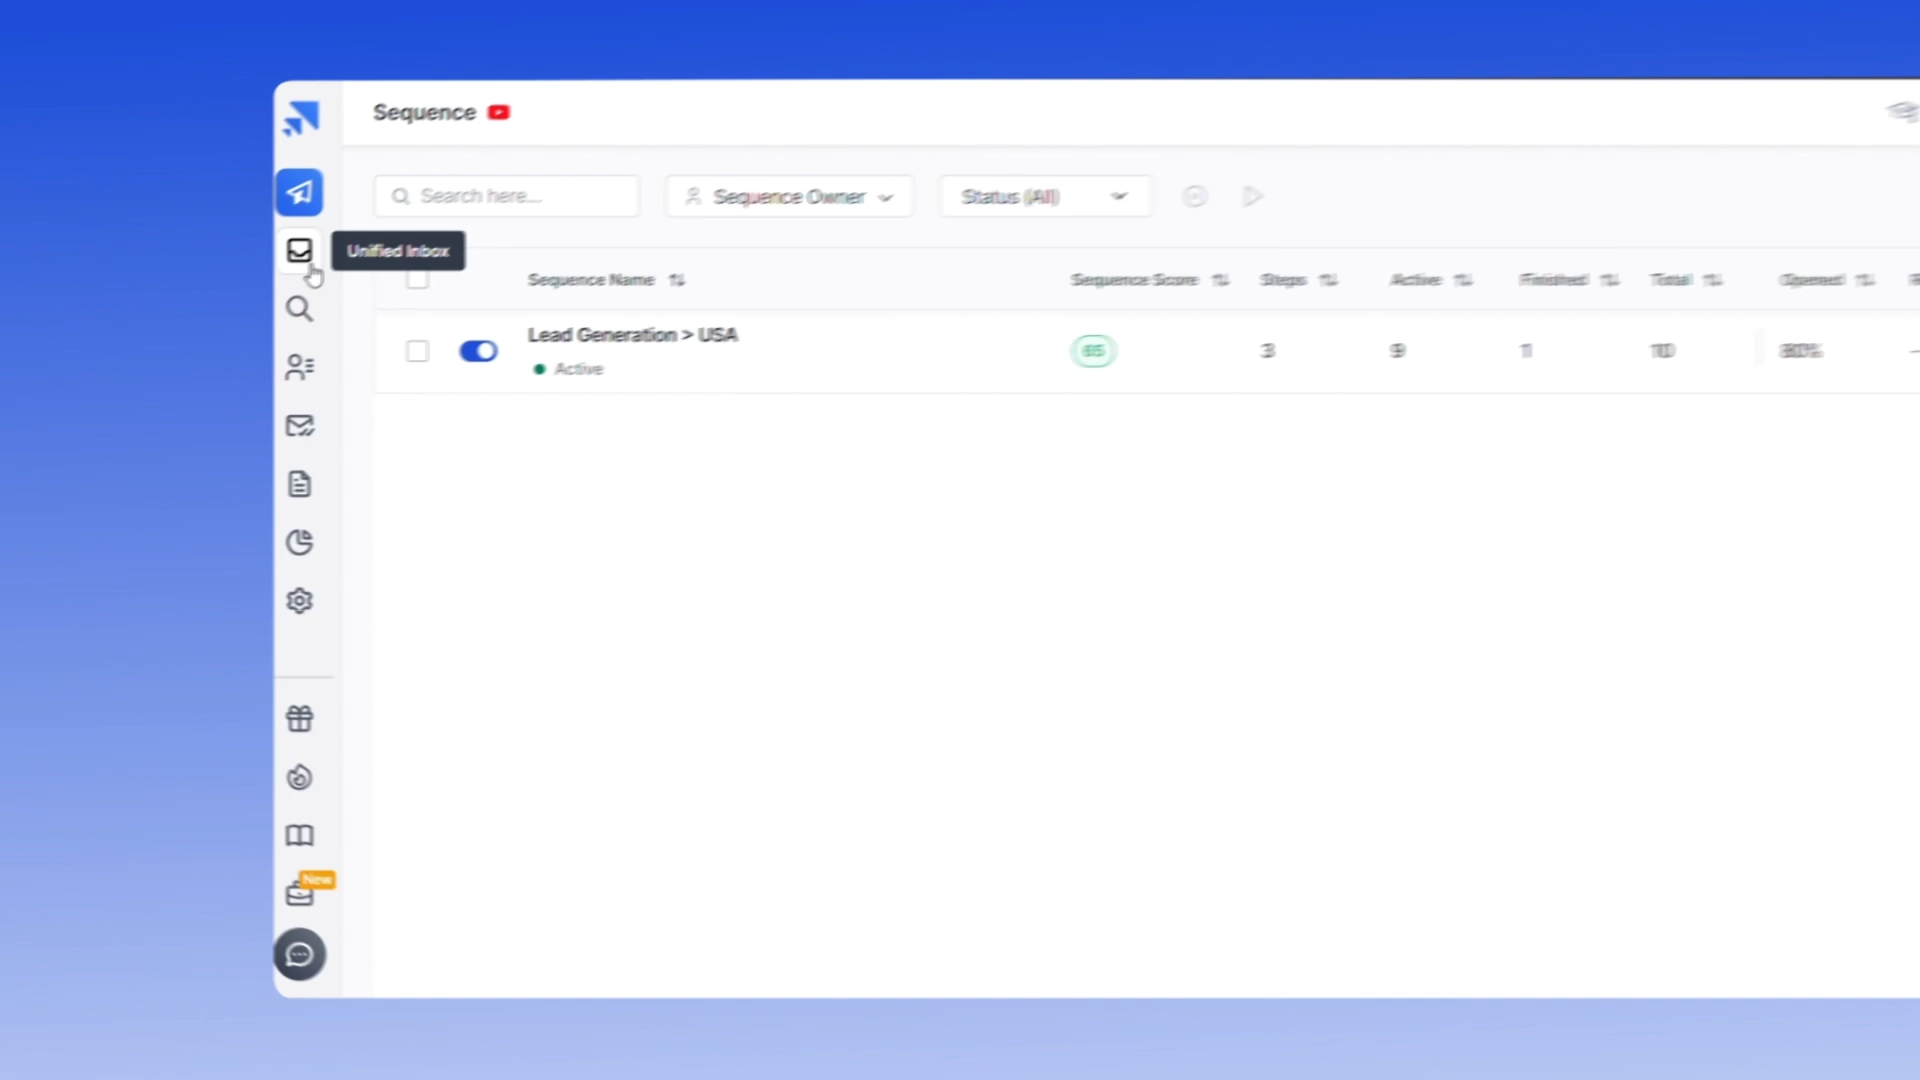 Sequence
Search here...
Sequence Owner
Status (All)
Unified Inbox
Sequence Name
Sequence Score
Steps
Active
Finished
Total
Opened
Lead Generation > USA
Active
65
3
9
1
10
80%
New